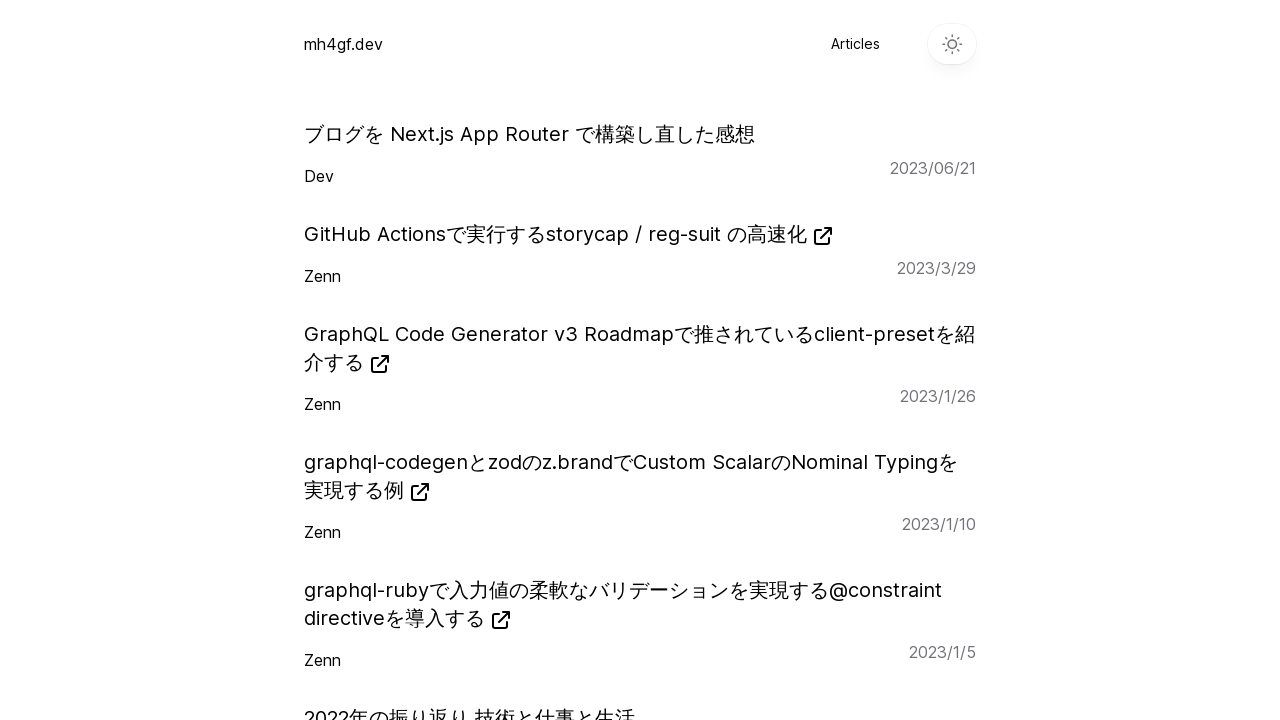 mh4gf.dev
Articles
ブログを Next.js App Router で構築し直した感想
Dev
2023/06/21
GitHub Actionsで実行するstorycap / reg-suit の高速化
Zenn
2023/3/29
GraphQL Code Generator v3 Roadmapで推されているclient-presetを紹
介する
Zenn
2023/1/26
graphql-codegenとzodのz.brandでCustom ScalarのNominal Typingを
実現する例
Zenn
2023/1/10
graphql-rubyで入力値の柔軟なバリデーションを実現する@constraint
directiveを導入する
Zenn
2023/1/5
2022年の振り返り 技術と仕事と生活